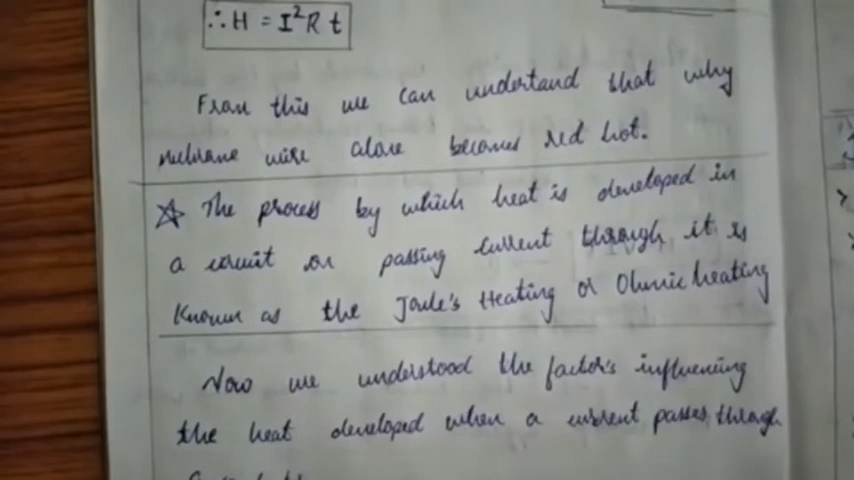 ∴H = I²Rt
From this we can understand that why
nichrome wire alone becomes red hot.
☆ The process by which heat is developed in
a circuit on passing current through it is
known as the Joule's Heating or Ohmic heating
Now we understood the factor's influencing
the heat developed when a current passes through